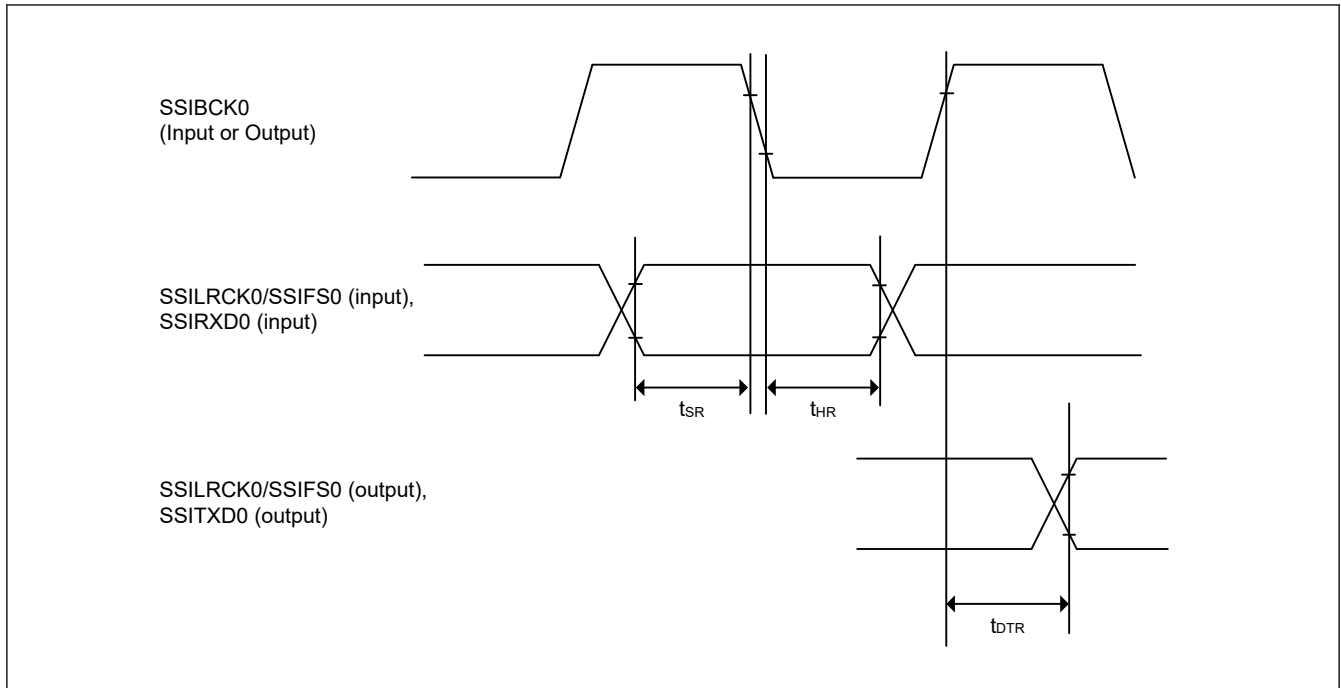 SSIBCK0
(Input or Output)
SSILRCK0/SSIFS0 (input),
SSIRXD0 (input)
tSR
tHR
SSILRCK0/SSIFS0 (output),
SSITXD0 (output)
tDTR